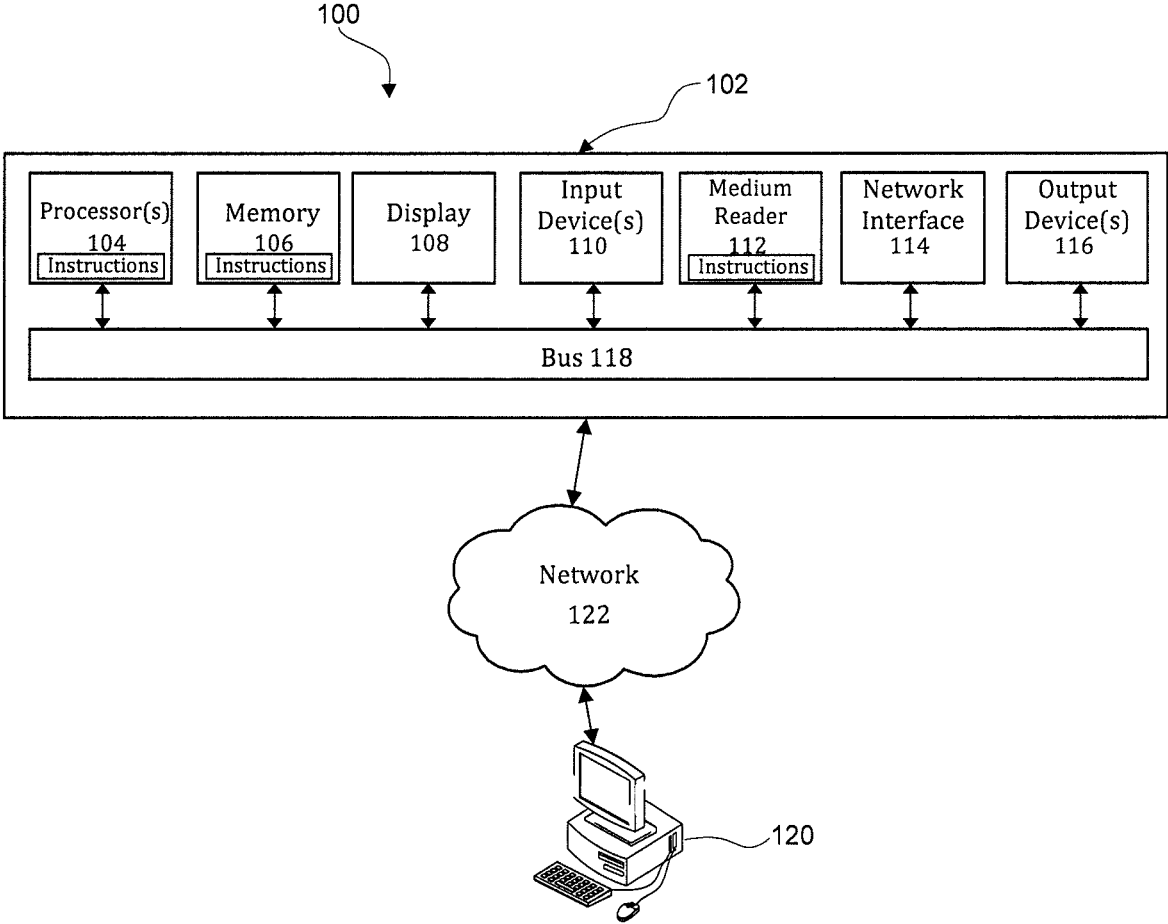 100
102
Processor(s)
104
Instructions
Memory
106
Instructions
Display
108
Input
Device(s)
110
Medium
Reader
112
Instructions
Network
Interface
114
Output
Device(s)
116
Bus 118
Network
122
120